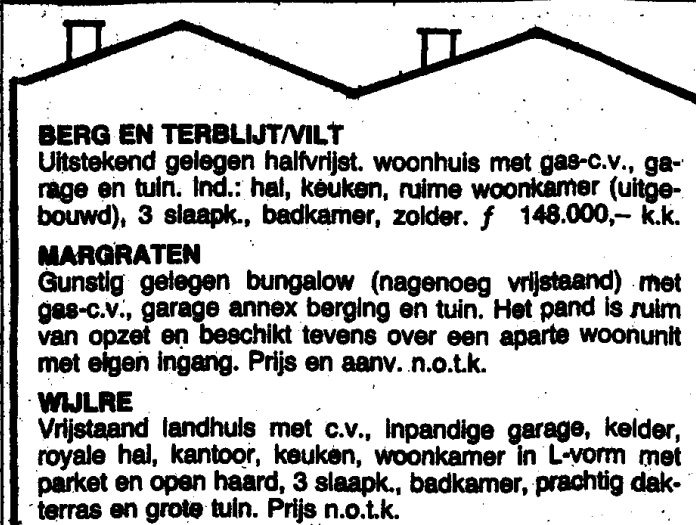 BERG EN TERBLIJT/VILT
Uitstekend gelegen halfvrijst. woonhuis met gas-c.v., ga-
rage en tuin. Ind.: hal, keuken, ruime woonkamer (uitge-
bouwd), 3 slaapk., badkamer, zolder. ƒ 148.000,– k.k.
MARGRATEN
Gunstig gelegen bungalow (nagenoeg vrijstaand) met
gas-c.v., garage annex berging en tuin. Het pand is ruim
van opzet en beschikt tevens over een aparte woonunit
met eigen ingang. Prijs en aanv. n.o.t.k.
WIJLRE
Vrijstaand landhuis met c.v., inpandige garage, kelder,
royale hal, kantoor, keuken, woonkamer in L-vorm met
parket en open haard, 3 slaapk., badkamer, prachtig dak-
terras en grote tuin. Prijs n.o.t.k.